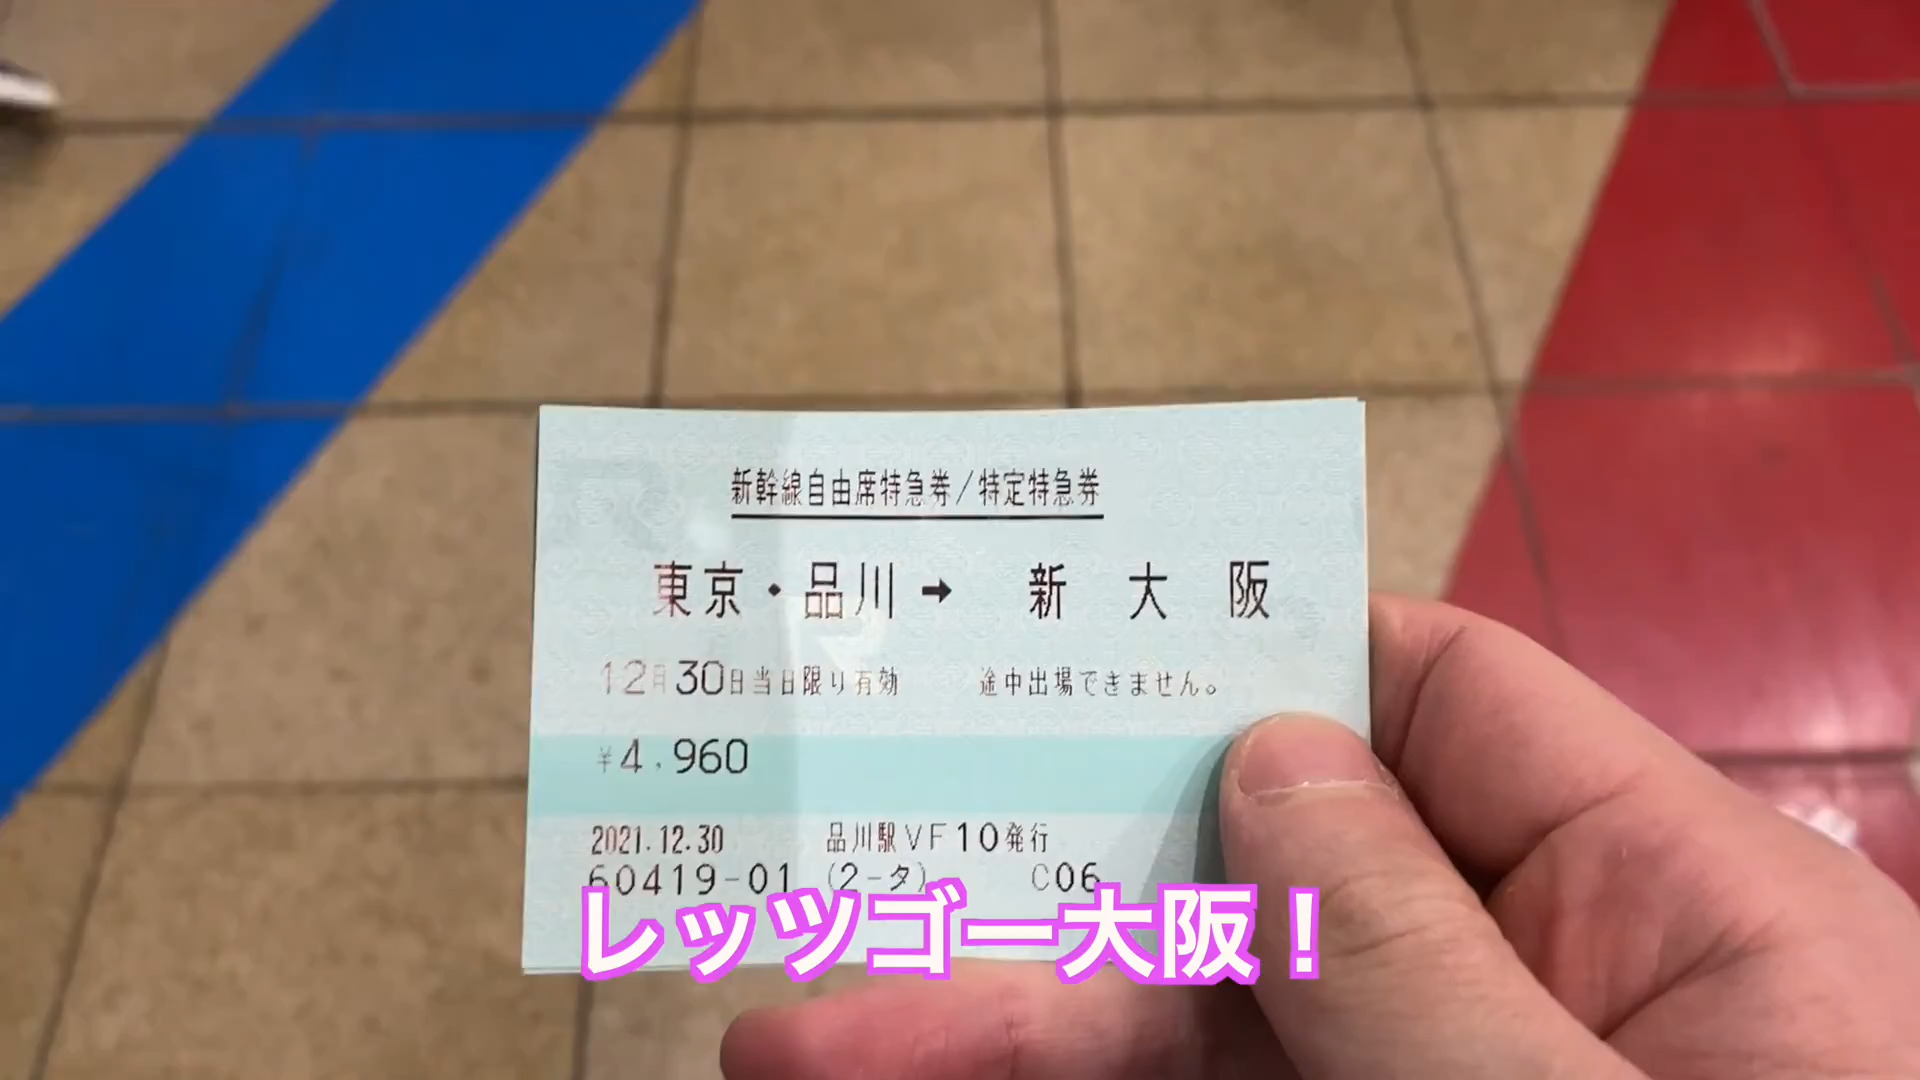 新幹線自由席特急券/特定特急券
東京・品川➡新大阪
12月30日当日限り有効 途中出場できません。
¥4,960
2021.12.30 品川駅VF10発行
60419-01 (2-タ) C06
レッツゴー大阪!